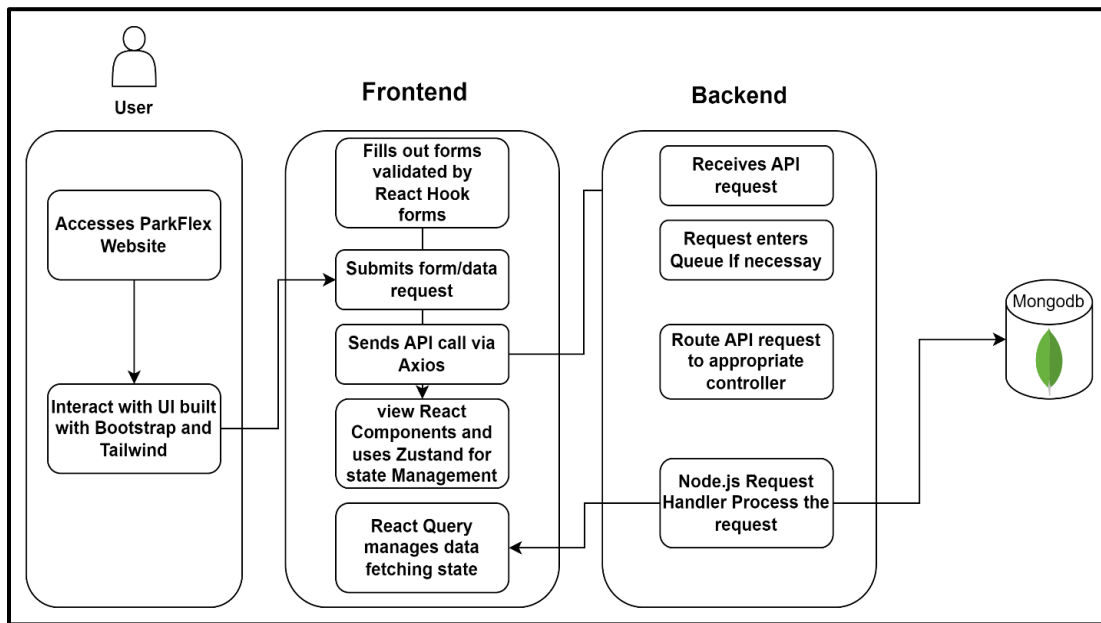 User
Accesses ParkFlex
Website
Interact with UI built
with Bootstrap and
Tailwind
Frontend
Fills out forms
validated by
React Hook
forms
Submits form/data
request
Sends API call via
Axios
view React
Components and
uses Zustand for
state Management
React Query
manages data
fetching state
Backend
Receives API
request
Request enters
Queue If necessay
Route API request
to appropriate
controller
Node.js Request
Handler Process the
request
Mongodb